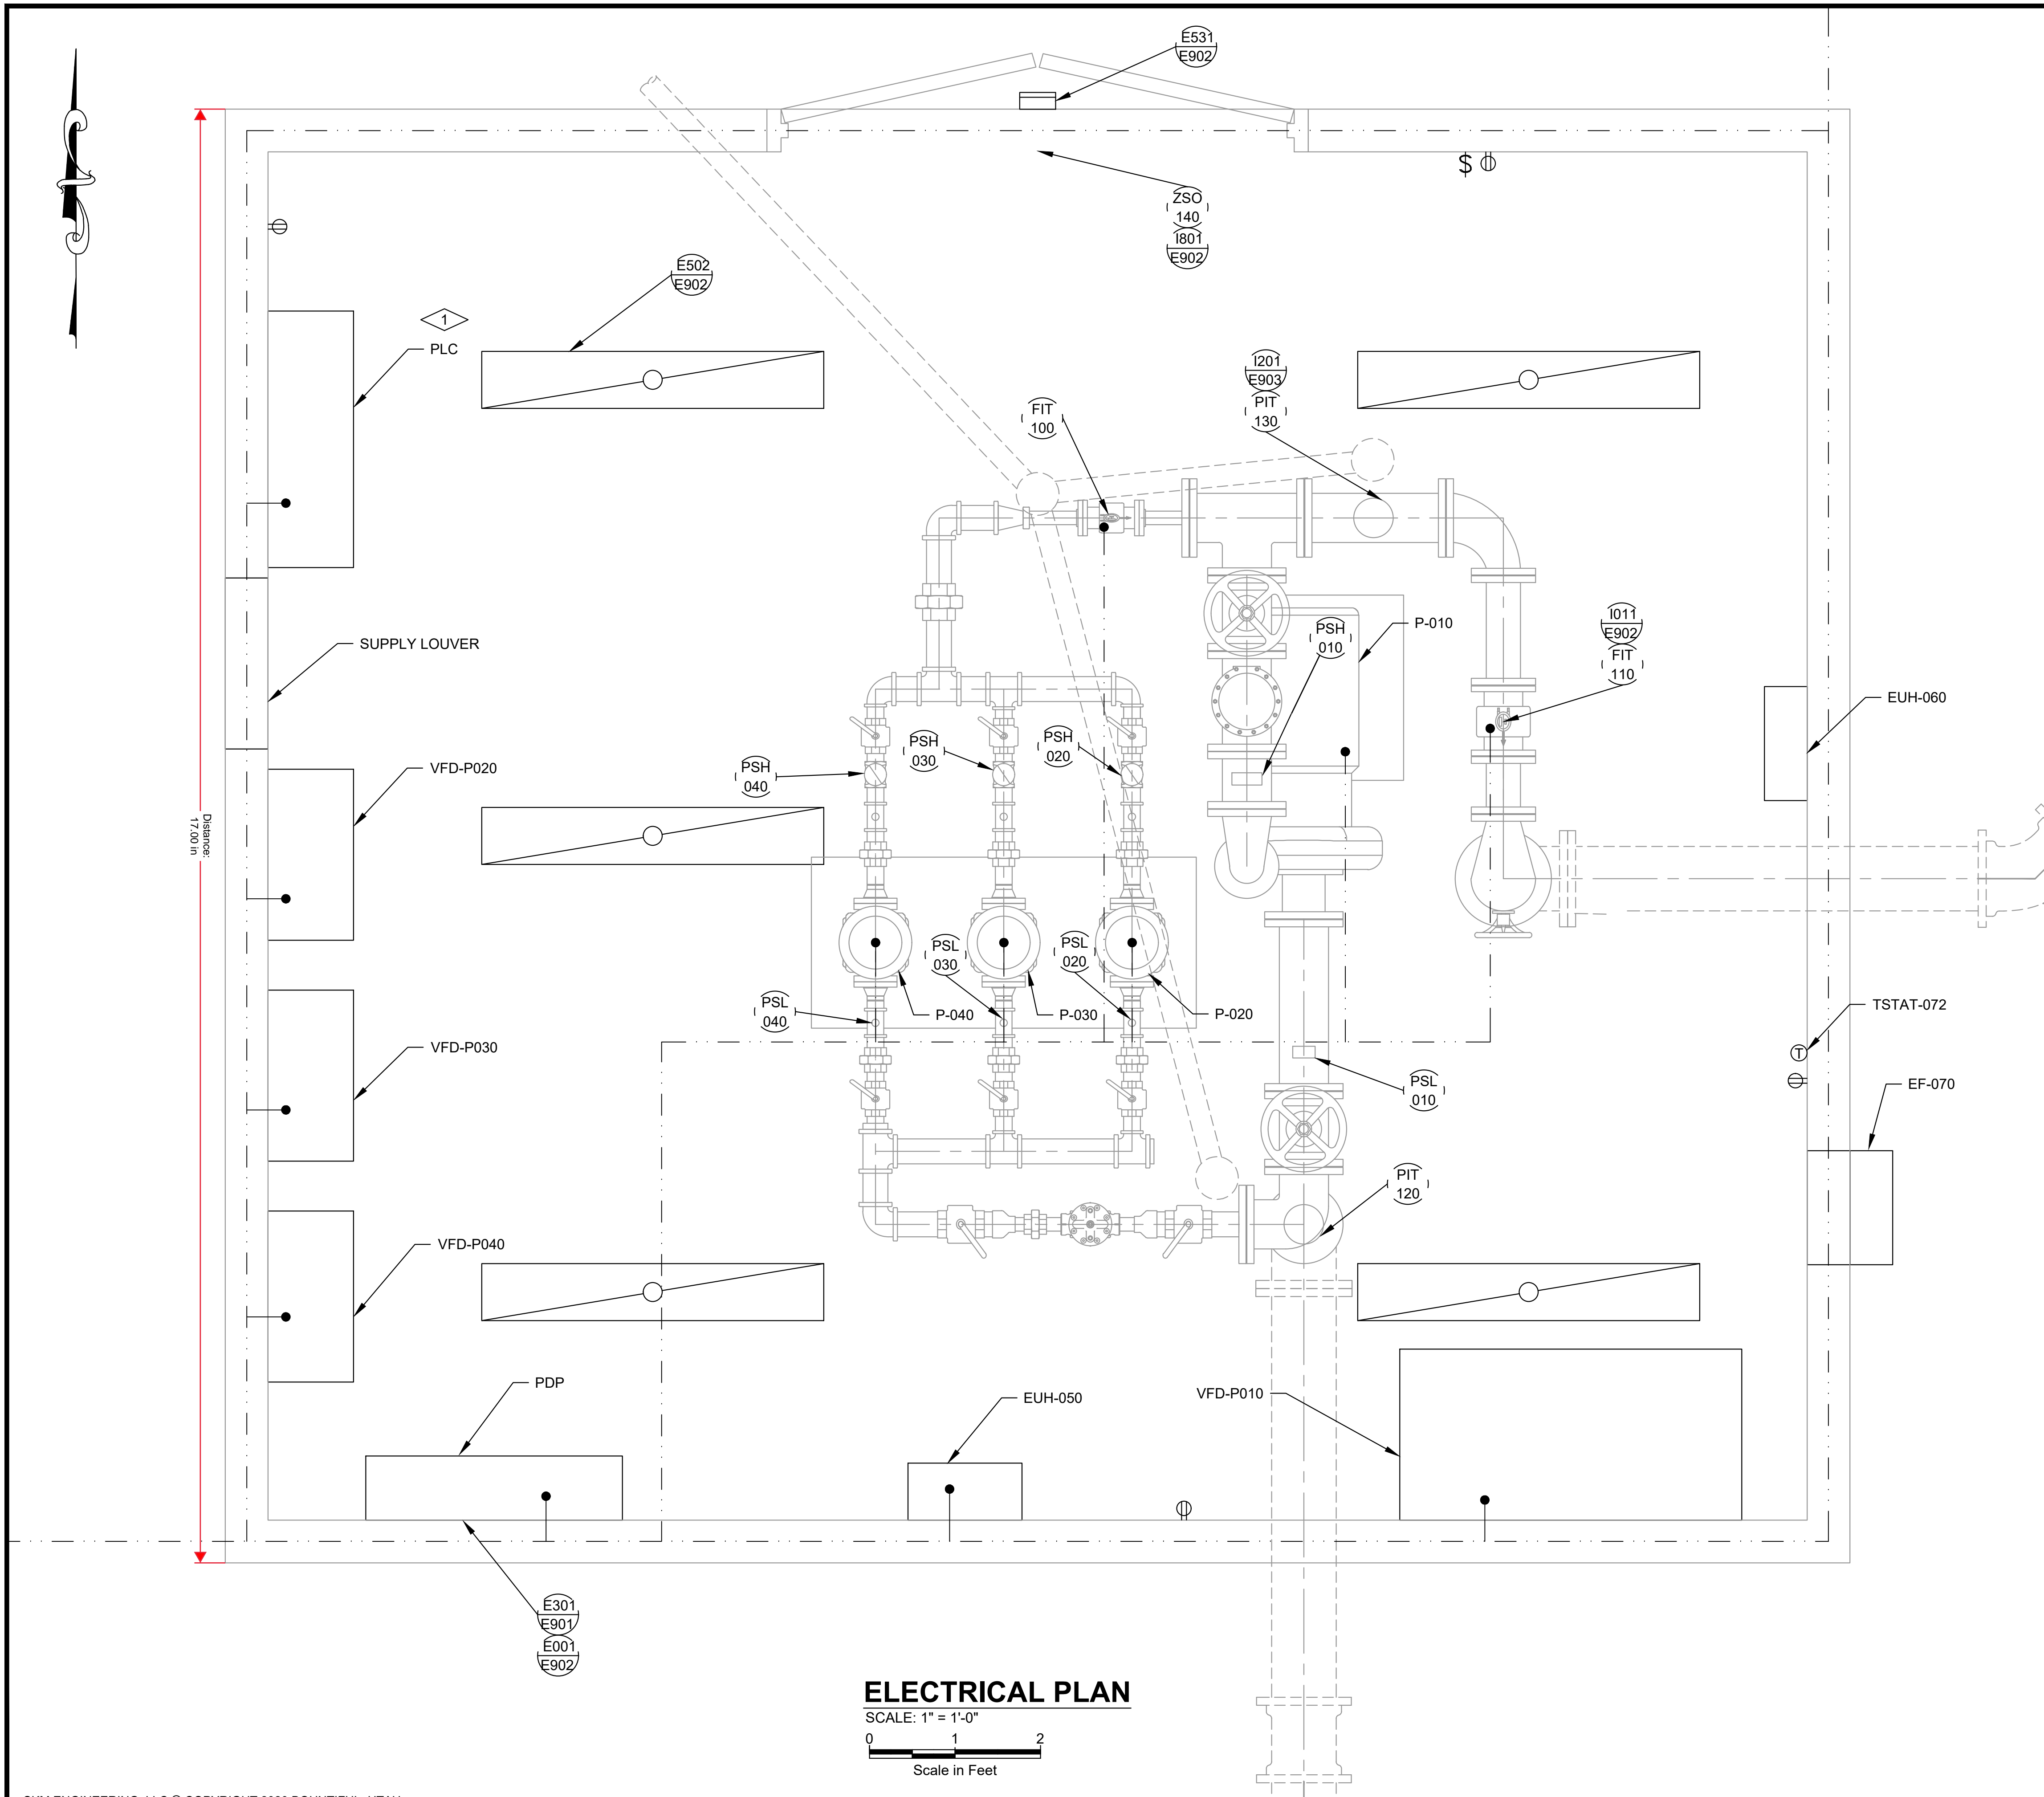 E531
E902
$
ZSO
140
I801
E902
E502
E902
1
PLC
I201
E903
PIT
130
FIT
100
SUPPLY LOUVER
P-010
PSH
010
I011
E902
FIT
110
EUH-060
VFD-P020
PSH
040
PSH
030
PSH
020
Distance:
17.00 in
PSL
040
PSL
030
PSL
020
P-040
P-030
P-020
VFD-P030
TSTAT-072
T
PSL
010
EF-070
PIT
120
VFD-P040
PDP
EUH-050
VFD-P010
E301
E901
E001
E902
ELECTRICAL PLAN
SCALE: 1" = 1'-0"
0 1 2
Scale in Feet